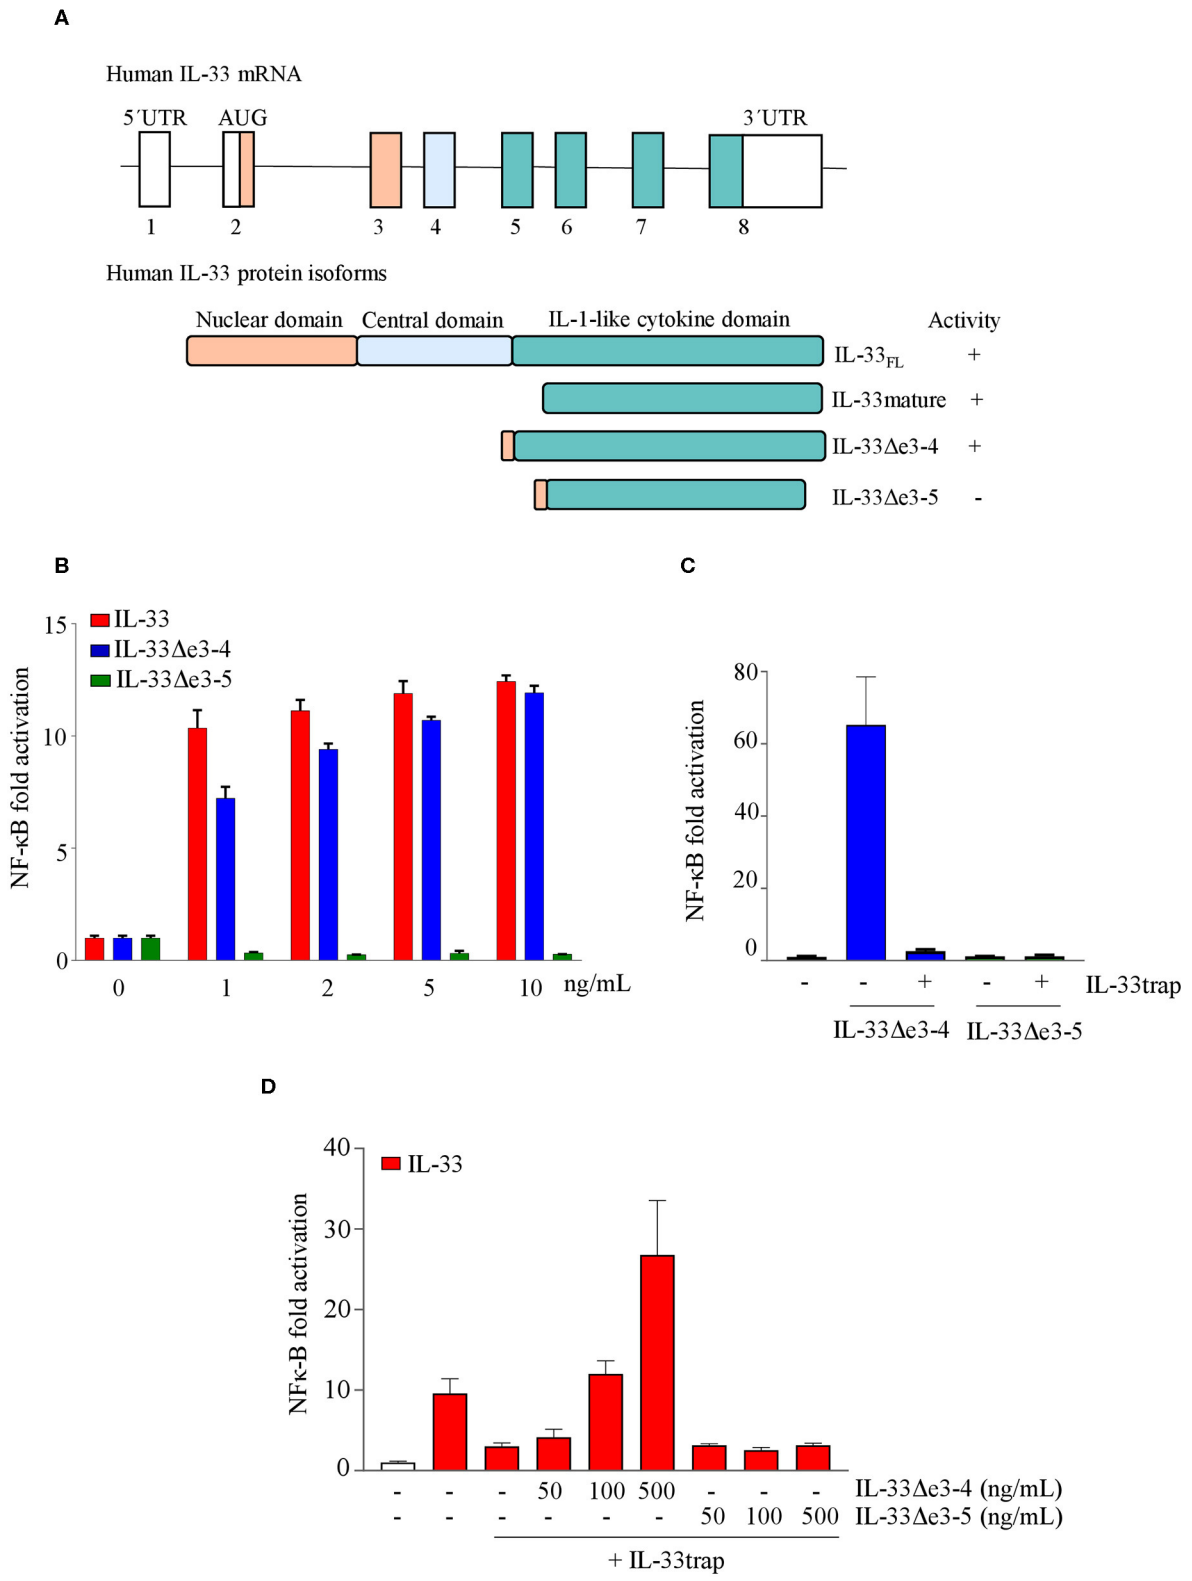 A
Human IL-33 mRNA
5´UTR AUG 3´UTR
1 2 3 4 5 6 7 8
Human IL-33 protein isoforms
Nuclear domain Central domain IL-1-like cytokine domain Activity
IL-33FL +
IL-33mature +
IL-33Δe3-4 +
IL-33Δe3-5 -
B
IL-33
IL-33Δe3-4
IL-33Δe3-5
NF-κB fold activation
15
10
5
0
0 1 2 5 10 ng/mL
C
NF-κB fold activation
80
60
40
20
0
- - + - + IL-33trap
IL-33Δe3-4 IL-33Δe3-5
D
IL-33
NFκ-B fold activation
40
30
20
10
0
- - - 50 100 500 - - - IL-33Δe3-4 (ng/mL)
- - - - - - 50 100 500 IL-33Δe3-5 (ng/mL)
+ IL-33trap